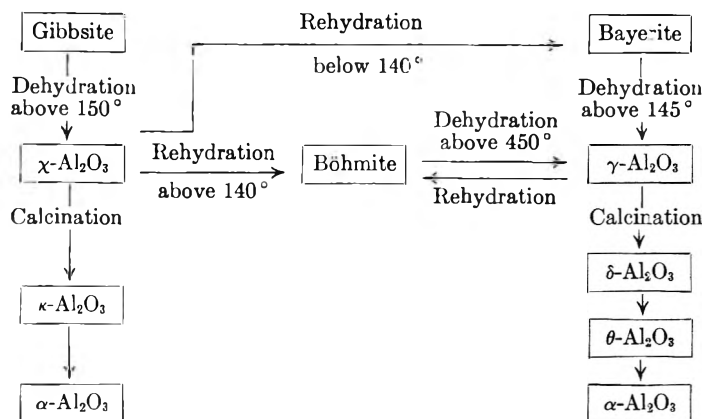 Gibbsite
Rehydration
Bayerite
below 140°
Dehydration
above 150°
Dehydration
above 145°
Dehydration
above 450°
χ-Al₂O₃
Rehydration
above 140°
Böhmite
Rehydration
γ-Al₂O₃
Calcination
Calcination
δ-Al₂O₃
κ-Al₂O₃
θ-Al₂O₃
α-Al₂O₃
α-Al₂O₃